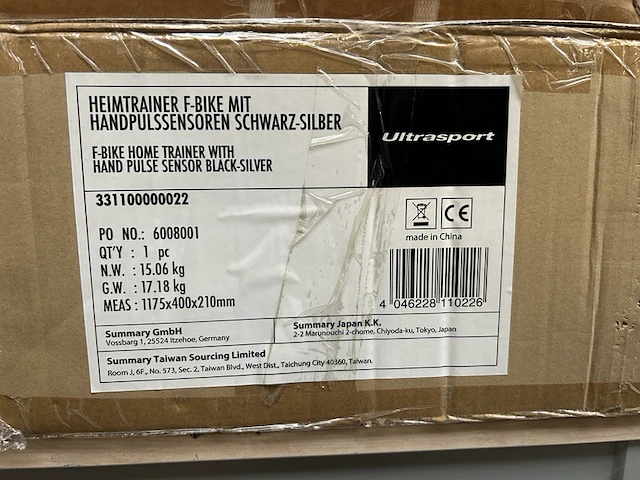 HEIMTRAINER F-BIKE MIT
HANDPULSSENSOREN SCHWARZ-SILBER
F-BIKE HOME TRAINER WITH
HAND PULSE SENSOR BLACK-SILVER
Ultrasport
331100000022
PO NO.: 6008001
QT'Y : 1 pc
N.W. : 15.06 kg
G.W. : 17.18 kg
MEAS : 1175x400x210mm
CE
made in China
4 046228 110226
Summary GmbH
Vossbarg 1, 25524 Itzehoe, Germany
Summary Japan K.K.
2-2 Marunouchi 2-chome, Chiyoda-ku, Tokyo, Japan
Summary Taiwan Sourcing Limited
Room J, 6F., No. 573, Sec. 2, Taiwan Blvd., West Dist., Taichung City 40360, Taiwan.